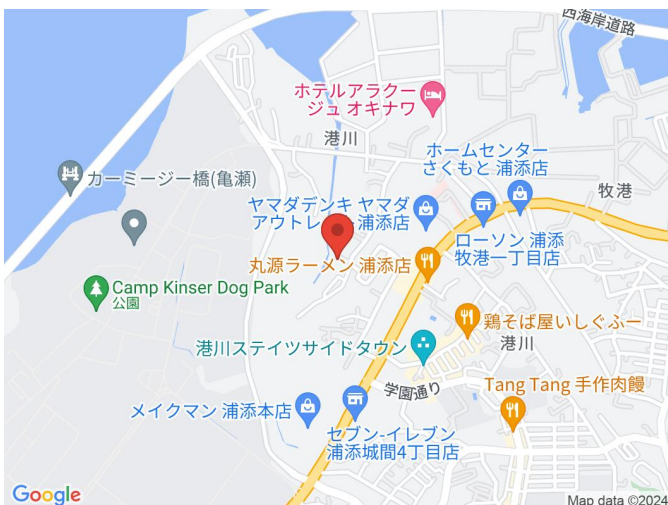 西海岸道路
ホテルアラクー
ジュ オキナワ
港川
ホームセンター
さくもと 浦添店
カーミージー橋(亀瀬)
牧港
ヤマダデンキ ヤマダ
アウトレット浦添店
ローソン 浦添
牧港一丁目店
丸源ラーメン 浦添店
Camp Kinser Dog Park
公園
鶏そば屋いしぐふー
港川
港川ステイツサイドタウン
学園通り
Tang Tang 手作肉饅
メイクマン 浦添本店
セブン-イレブン
浦添城間4丁目店
Google
Map data ©2024